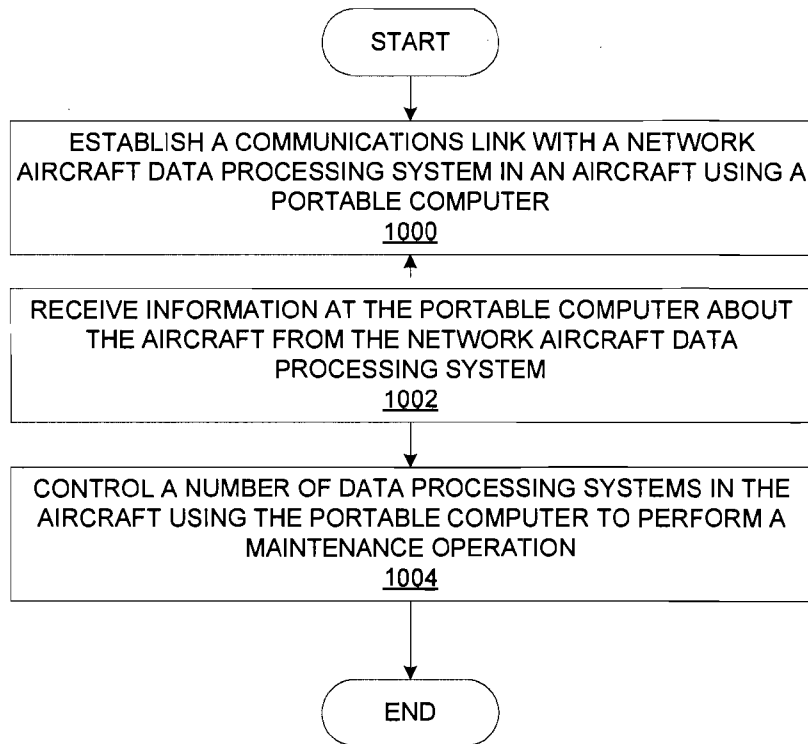 START
ESTABLISH A COMMUNICATIONS LINK WITH A NETWORK
AIRCRAFT DATA PROCESSING SYSTEM IN AN AIRCRAFT USING A
PORTABLE COMPUTER
1000
RECEIVE INFORMATION AT THE PORTABLE COMPUTER ABOUT
THE AIRCRAFT FROM THE NETWORK AIRCRAFT DATA
PROCESSING SYSTEM
1002
CONTROL A NUMBER OF DATA PROCESSING SYSTEMS IN THE
AIRCRAFT USING THE PORTABLE COMPUTER TO PERFORM A
MAINTENANCE OPERATION
1004
END